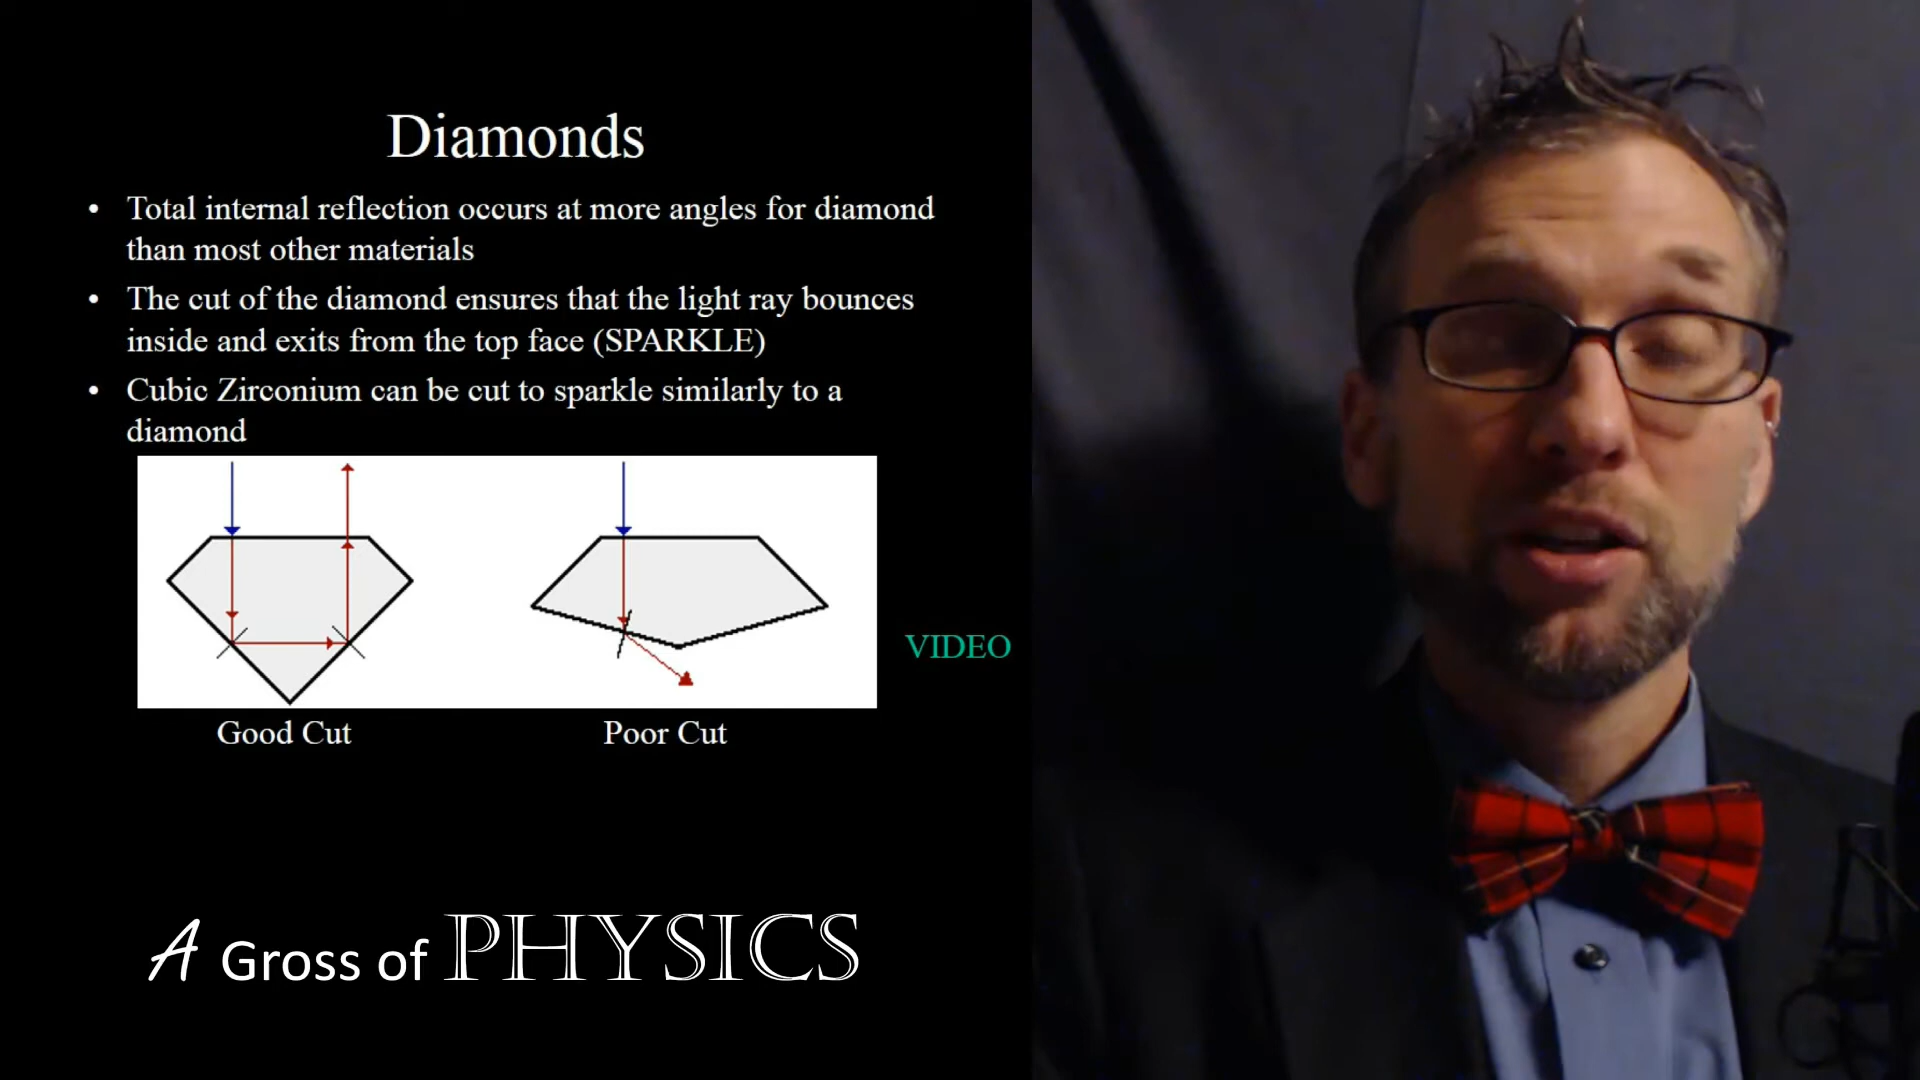 Diamonds
• Total internal reflection occurs at more angles for diamond
than most other materials
• The cut of the diamond ensures that the light ray bounces
inside and exits from the top face (SPARKLE)
• Cubic Zirconium can be cut to sparkle similarly to a
diamond
VIDEO
Good Cut
Poor Cut
A Gross of PHYSICS